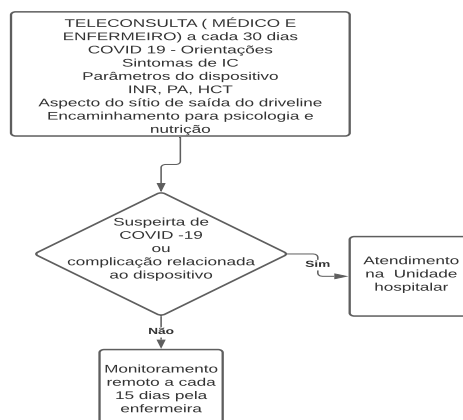 TELECONSULTA ( MÉDICO E
ENFERMEIRO) a cada 30 dias
COVID 19 - Orientações
Sintomas de IC
Parâmetros do dispositivo
INR, PA, HCT
Aspecto do sítio de saída do driveline
Encaminhamento para psicologia e
nutrição
Suspeirta de
COVID -19
ou
complicação relacionada
ao dispositivo
Sim
Atendimento
na Unidade
hospitalar
Não
Monitoramento
remoto a cada
15 dias pela
enfermeira